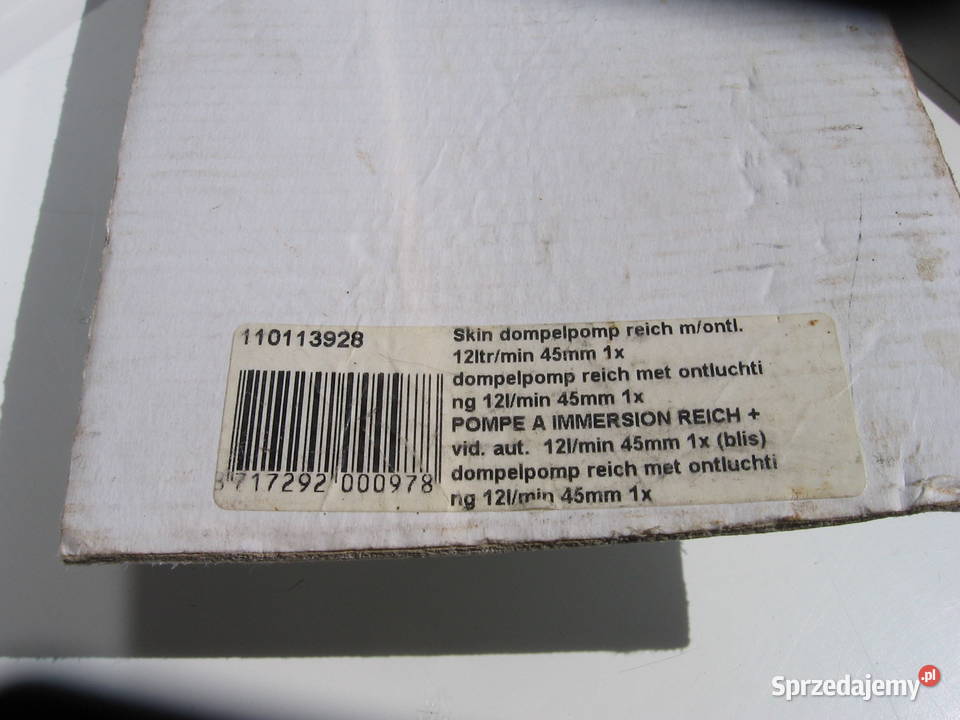 110113928
Skin dompelpomp reich m/ontl.
12ltr/min 45mm 1x
dompelpomp reich met ontluchti
ng 12l/min 45mm 1x
POMPE A IMMERSION REICH +
vid. aut. 12l/min 45mm 1x (blis)
dompelpomp reich met ontluchti
ng 12l/min 45mm 1x
8 717292 000978
Sprzedajemy.pl